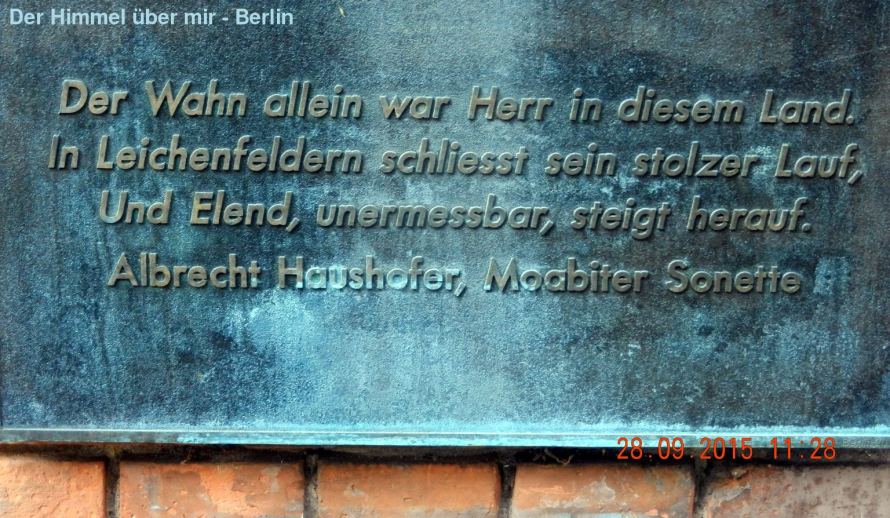 Der Himmel über mir - Berlin
Der Wahn allein war Herr in diesem Land.
In Leichenfeldern schliesst sein stolzer Lauf,
Und Elend, unermessbar, steigt herauf.
Albrecht Haushofer, Moabiter Sonette
28.09.2015 11:28